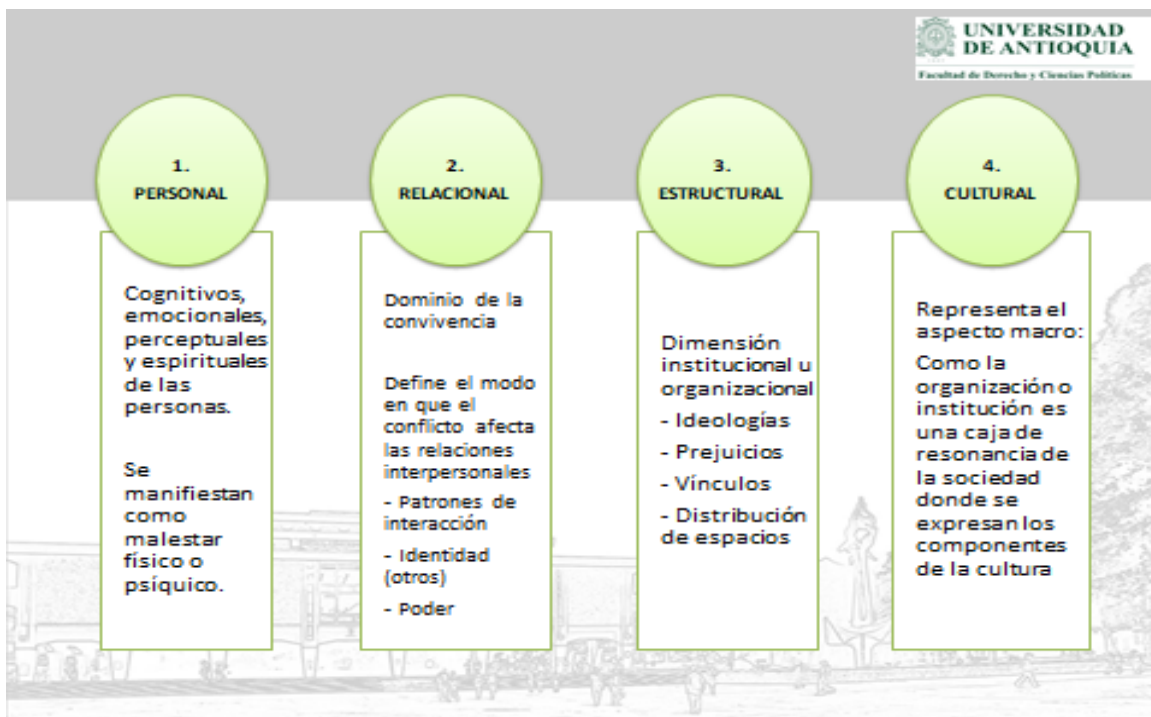 UNIVERSIDAD
DE ANTIOQUIA
Facultad de Derecho y Ciencias Políticas
1.
PERSONAL
Cognitivos,
emocionales,
perceptuales
y espirituales
de las
personas.
Se
manifiestan
como
malestar
físico o
psíquico.
2.
RELACIONAL
Dominio de la
convivencia
Define el modo
en que el
conflicto afecta
las relaciones
interpersonales
- Patrones de
interacción
- Identidad
(otros)
- Poder
3.
ESTRUCTURAL
Dimensión
institucional u
organizacional
- Ideologías
- Prejuicios
- Vínculos
- Distribución
de espacios
4.
CULTURAL
Representa el
aspecto macro:
Como la
organización o
institución es
una caja de
resonancia de
la sociedad
donde se
expresan los
componentes
de la cultura